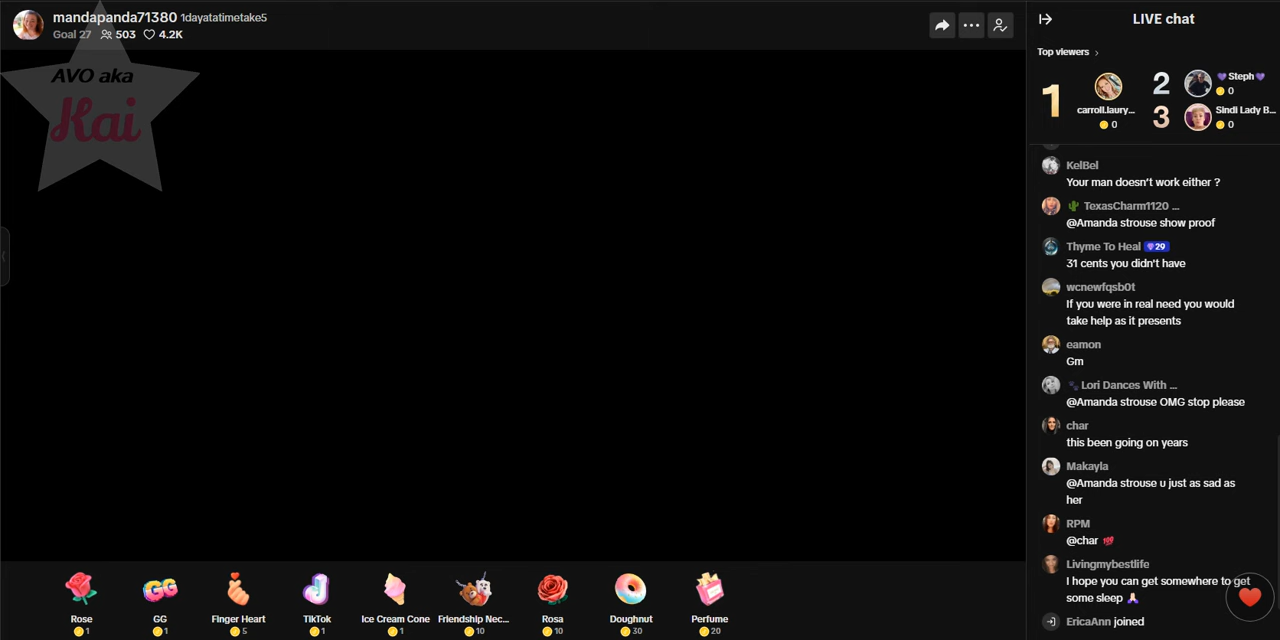 mandapanda71380 1dayatatimetake5
Goal 27 503 4.2K
AVO aka
Kai
LIVE chat
Top viewers >
1
carroll.laury...
0
2
💜Steph💜
0
3
Sindi Lady B...
0
KelBel
Your man doesn't work either ?
🌵 TexasCharm1120 ...
@Amanda strouse show proof
Thyme To Heal 29
31 cents you didn't have
wcnewfqsb0t
If you were in real need you would
take help as it presents
eamon
Gm
🐾Lori Dances With ...
@Amanda strouse OMG stop please
char
this been going on years
Makayla
@Amanda strouse u just as sad as
her
RPM
@char 💯
Livingmybestlife
I hope you can get somewhere to get
some sleep 🙏🏻
EricaAnn joined
GG
Rose
1
GG
1
Finger Heart
5
TikTok
1
Ice Cream Cone
1
Friendship Nec...
10
Rosa
10
Doughnut
30
Perfume
20